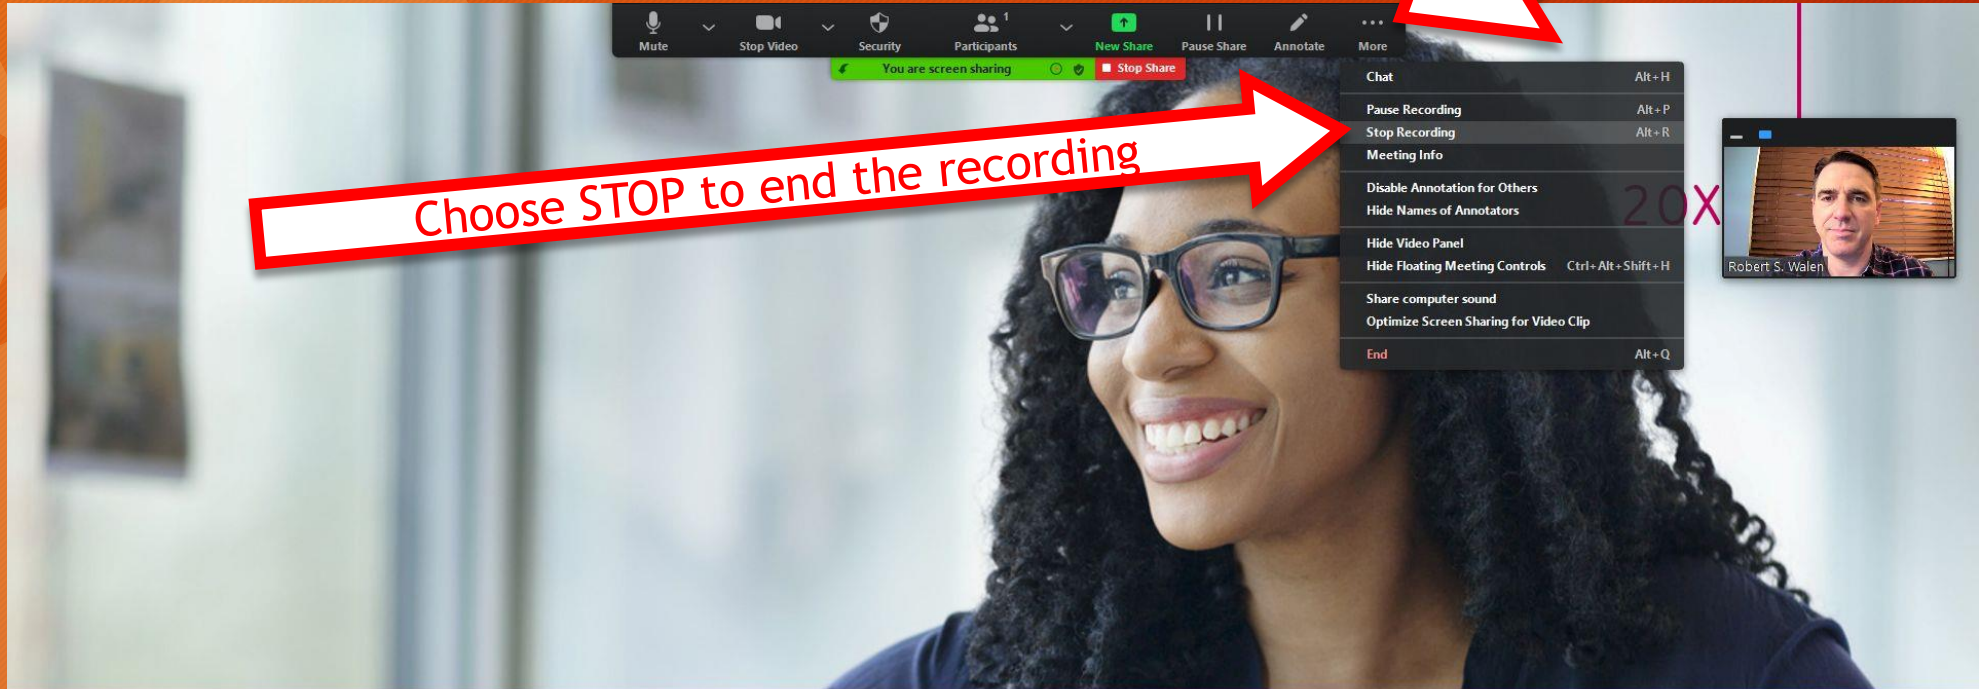 Mute
Stop Video
Security
Participants
1
New Share
Pause Share
Annotate
More
You are screen sharing
Stop Share
Chat Alt+H
Pause Recording Alt+P
Stop Recording Alt+R
Meeting Info
Disable Annotation for Others
Hide Names of Annotators
Hide Video Panel
Hide Floating Meeting Controls Ctrl+Alt+Shift+H
Share computer sound
Optimize Screen Sharing for Video Clip
End Alt+Q
Choose STOP to end the recording
20X
Robert S. Walen